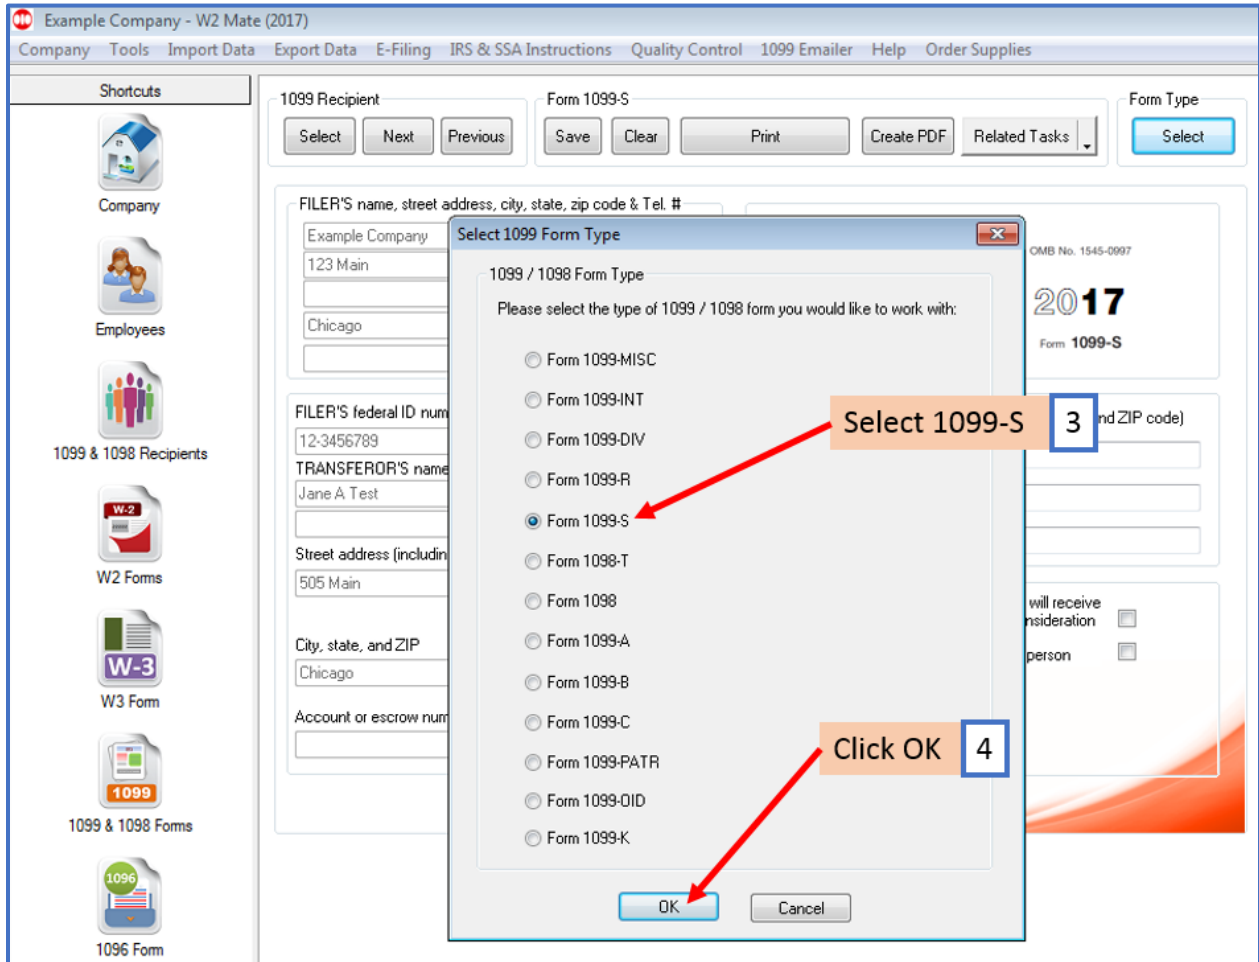 Example Company - W2 Mate (2017)
Company Tools Import Data Export Data E-Filing IRS & SSA Instructions Quality Control 1099 Emailer Help Order Supplies
Shortcuts
Company
Employees
1099 & 1098 Recipients
W-2
W2 Forms
W-3
W3 Form
1099
1099 & 1098 Forms
1096
1096 Form
1099 Recipient
Select Next Previous
Form 1099-S
Save Clear Print Create PDF Related Tasks
Form Type
Select
FILER'S name, street address, city, state, zip code & Tel. #
Example Company
123 Main
Chicago
OMB No. 1545-0997
2017
Form 1099-S
FILER'S federal ID num
12-3456789
TRANSFEROR'S name
Jane A Test
Street address (includin
505 Main
City, state, and ZIP
Chicago
Account or escrow num
nd ZIP code)
will receive
nsideration
person
Select 1099 Form Type
1099 / 1098 Form Type
Please select the type of 1099 / 1098 form you would like to work with:
Form 1099-MISC
Form 1099-INT
Form 1099-DIV
Form 1099-R
Form 1099-S
Form 1098-T
Form 1098
Form 1099-A
Form 1099-B
Form 1099-C
Form 1099-PATR
Form 1099-OID
Form 1099-K
OK Cancel
Select 1099-S 3
Click OK 4